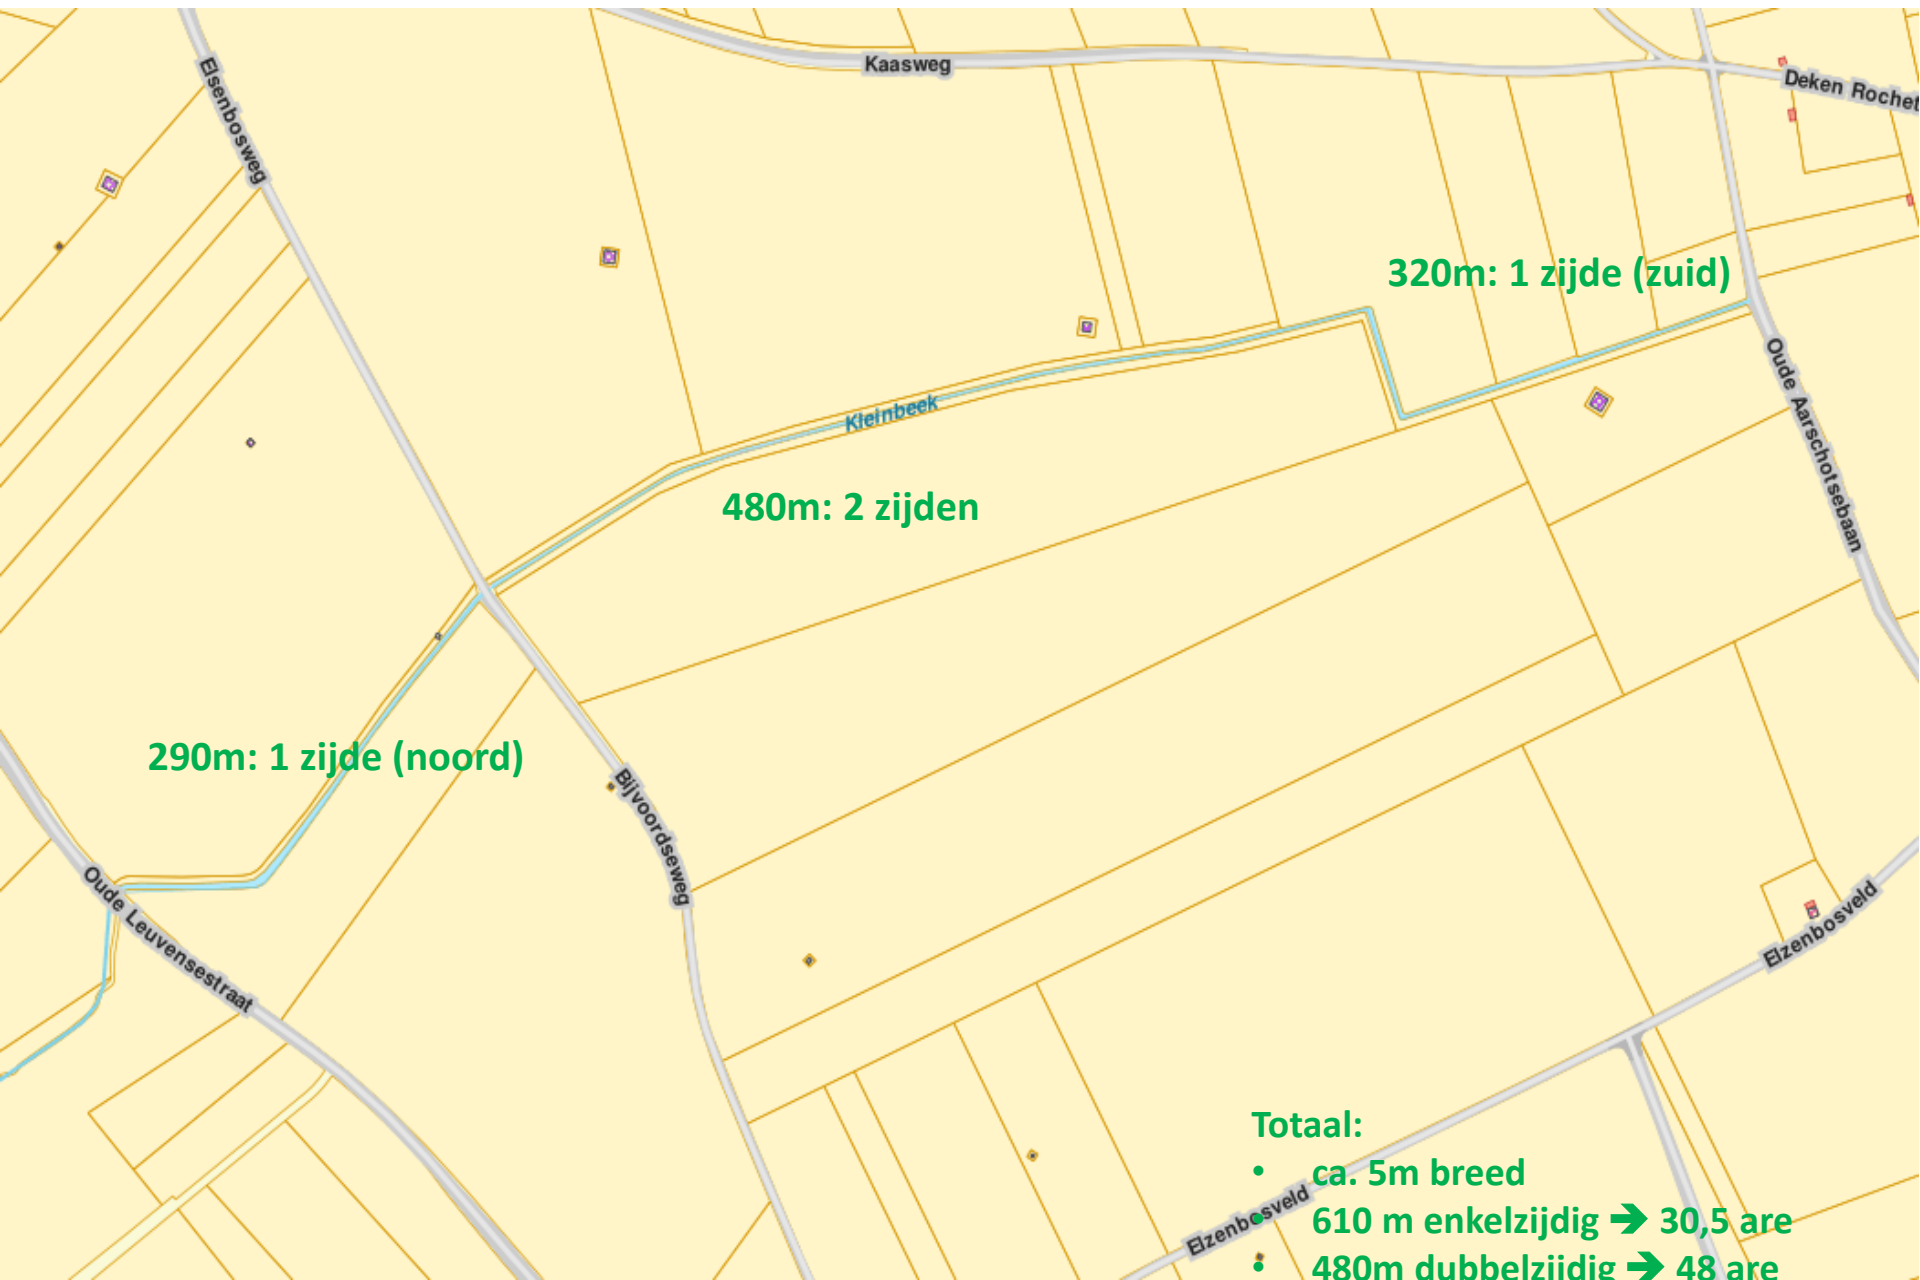 Kaasweg
Deken Rochet
Elsenbosweg
320m: 1 zijde (zuid)
Oude Aarschotsebaan
Kleinbeek
480m: 2 zijden
290m: 1 zijde (noord)
Bijvoordseweg
Oude Leuvensestraat
Elzenbosveld
Totaal:
• ca. 5m breed
Elzenbosveld
• 610 m enkelzijdig ➔ 30,5 are
• 480m dubbelzijdig ➔ 48 are